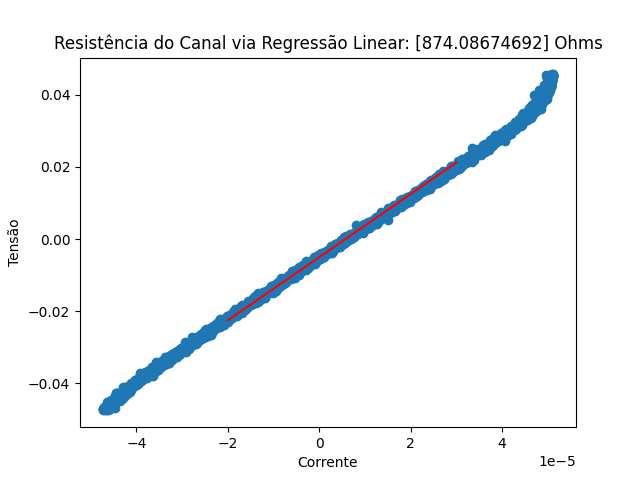 Resistência do Canal via Regressão Linear: [874.08674692] Ohms
0.04
0.02
0.00
−0.02
−0.04
Tensão
−4 −2 0 2 4
1e−5
Corrente